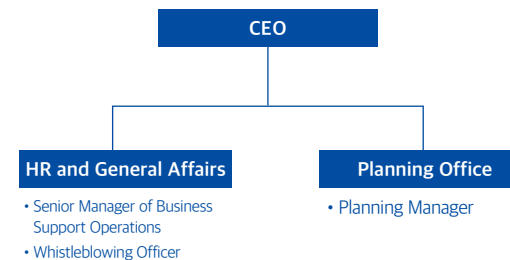 CEO
HR and General Affairs
• Senior Manager of Business
Support Operations
• Whistleblowing Officer
Planning Office
• Planning Manager